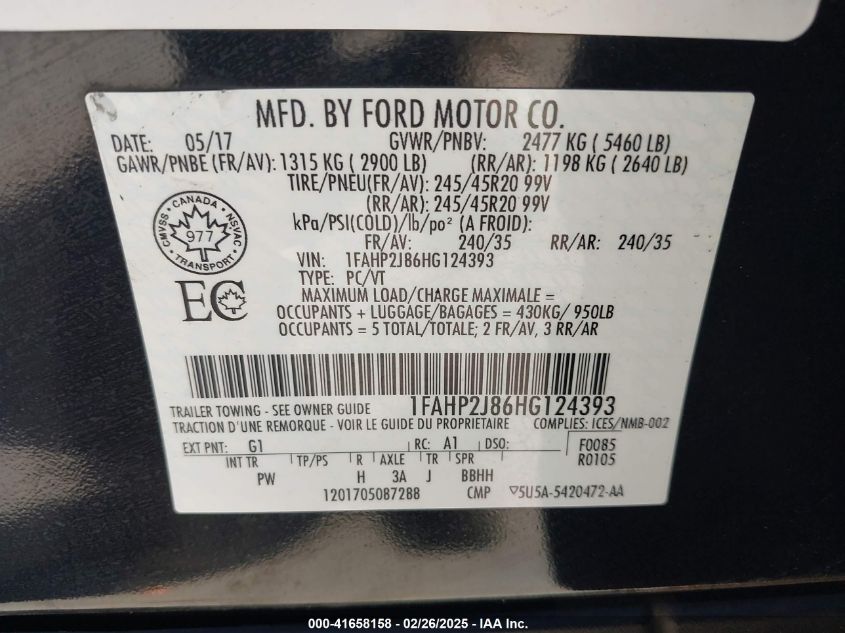 MFD. BY FORD MOTOR CO.
DATE: 05/17 GVWR/PNBV: 2477 KG ( 5460 LB)
GAWR/PNBE (FR/AV): 1315 KG ( 2900 LB) (RR/AR): 1198 KG ( 2640 LB)
TIRE/PNEU(FR/AV): 245/45R20 99V
(RR/AR): 245/45R20 99V
kPa/PSI(COLD)/lb/po² (A FROID):
FR/AV: 240/35 RR/AR: 240/35
VIN: 1FAHP2J86HG124393
TYPE: PC/VT
CANADA
CMVSS 977 NSVAC
TRANSPORT
EC
MAXIMUM LOAD/CHARGE MAXIMALE =
OCCUPANTS + LUGGAGE/BAGAGES = 430KG/ 950LB
OCCUPANTS = 5 TOTAL/TOTALE; 2 FR/AV, 3 RR/AR
TRAILER TOWING - SEE OWNER GUIDE 1FAHP2J86HG124393
TRACTION D'UNE REMORQUE - VOIR LE GUIDE DU PROPRIETAIRE COMPLIES: ICES/NMB-002
EXT PNT: G1 RC: A1 DSO: F0085
INT TR TP/PS R AXLE TR SPR R0105
PW H 3A J BBHH
1201705087288 CMP ▽5U5A-5420472-AA
000-41658158 - 02/26/2025 - IAA Inc.